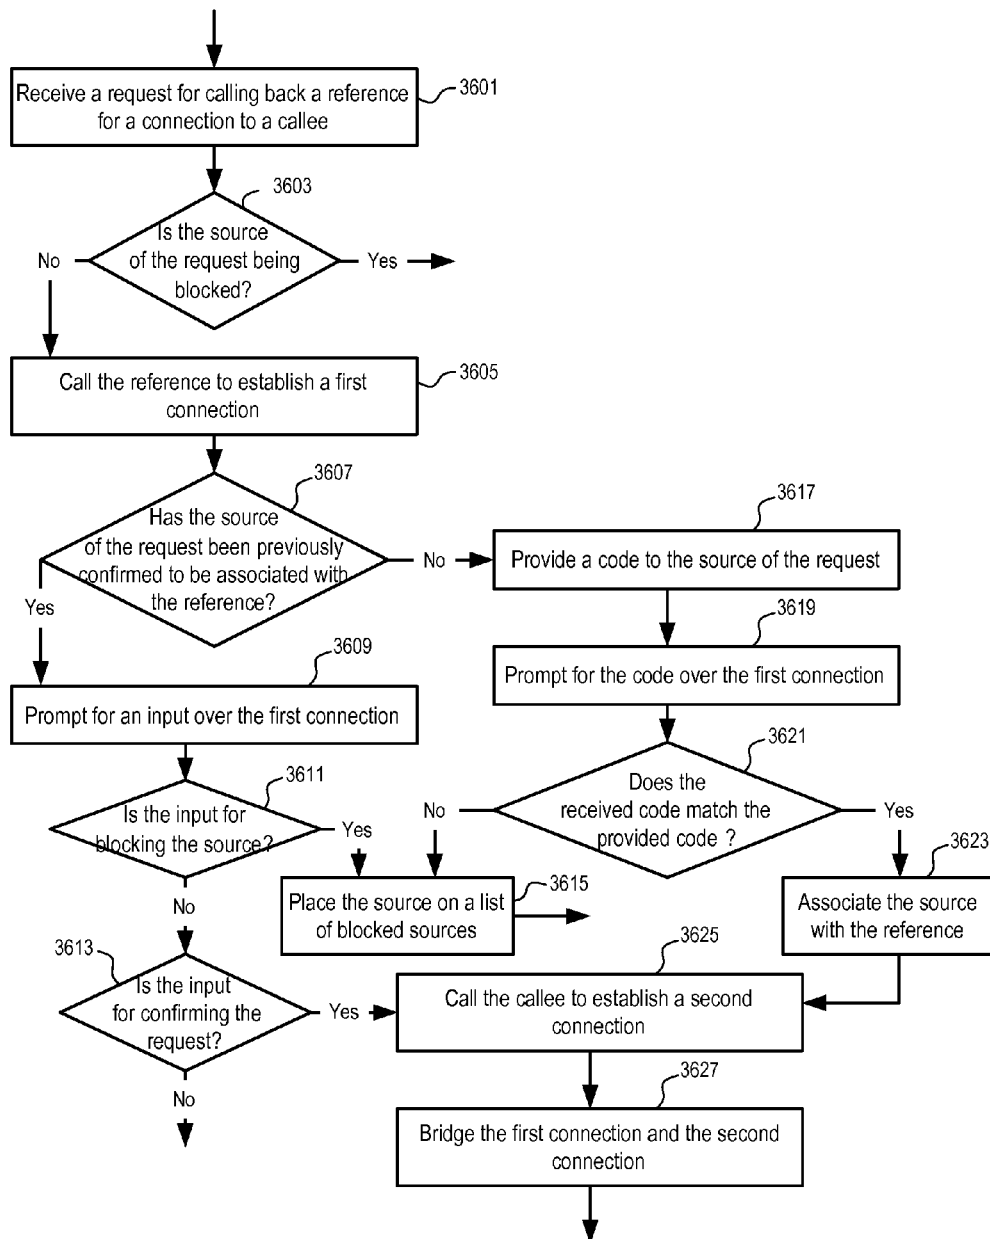 Receive a request for calling back a reference
for a connection to a callee
3601
3603
Is the source
of the request being
blocked?
No
Yes
Call the reference to establish a first
connection
3605
3607
Has the source
of the request been previously
confirmed to be associated with
the reference?
No
Yes
3617
Provide a code to the source of the request
3619
Prompt for the code over the first connection
3609
Prompt for an input over the first connection
3621
Does the
received code match the
provided code ?
No
Yes
3611
Is the input for
blocking the source?
Yes
No
3615
Place the source on a list
of blocked sources
3623
Associate the source
with the reference
3613
Is the input
for confirming the
request?
Yes
No
3625
Call the callee to establish a second
connection
3627
Bridge the first connection and the second
connection